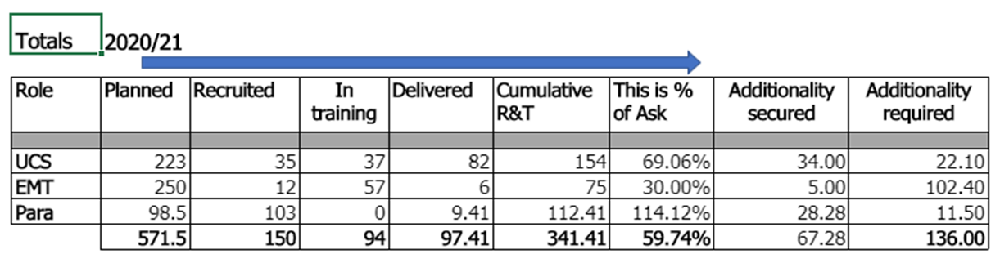 Totals 2020/21
Role Planned Recruited In training Delivered Cumulative R&T This is % of Ask Additionality secured Additionality required
UCS 223 35 37 82 154 69.06% 34.00 22.10
EMT 250 12 57 6 75 30.00% 5.00 102.40
Para 98.5 103 0 9.41 112.41 114.12% 28.28 11.50
571.5 150 94 97.41 341.41 59.74% 67.28 136.00